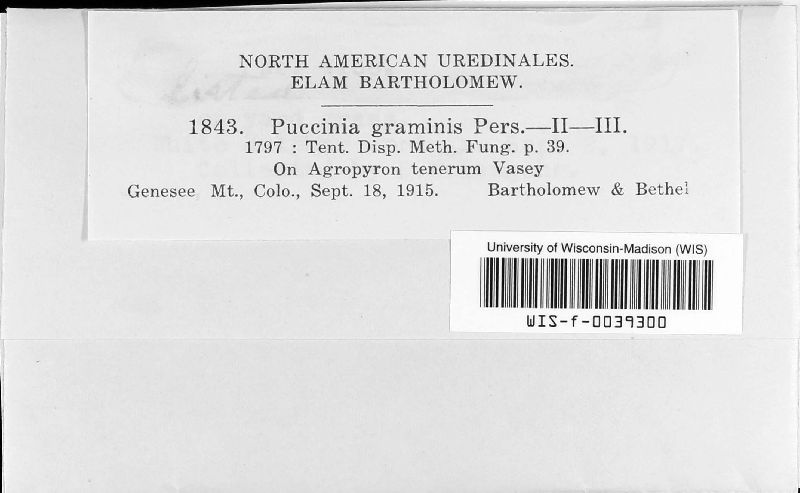 NORTH AMERICAN UREDINALES.
ELAM BARTHOLOMEW.
1843. Puccinia graminis Pers.—II—III.
1797 : Tent. Disp. Meth. Fung. p. 39.
On Agropyron tenerum Vasey
Genesee Mt., Colo., Sept. 18, 1915. Bartholomew & Bethel
University of Wisconsin-Madison (WIS)
WIS-f-0039300